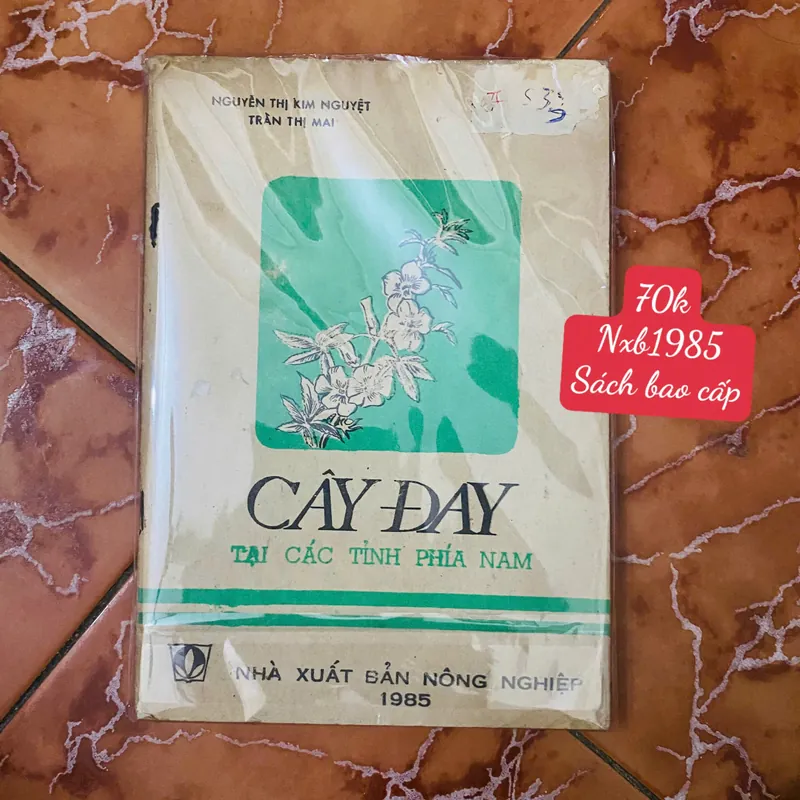 NGUYỄN THỊ KIM NGUYỆT
TRẦN THỊ MAI
CÂY ĐAY
TẠI CÁC TỈNH PHÍA NAM
NHÀ XUẤT BẢN NÔNG NGHIỆP
1985
70k
Nxb1985
Sách bao cấp